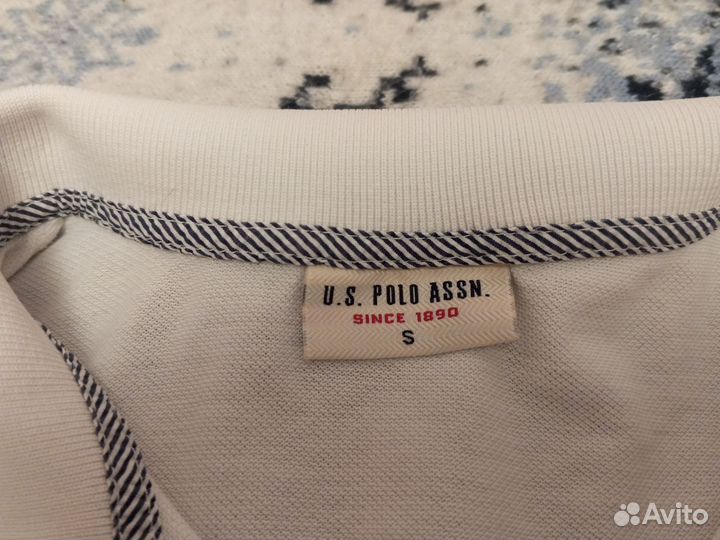 U.S. POLO ASSN.
SINCE 1890
S
Avito